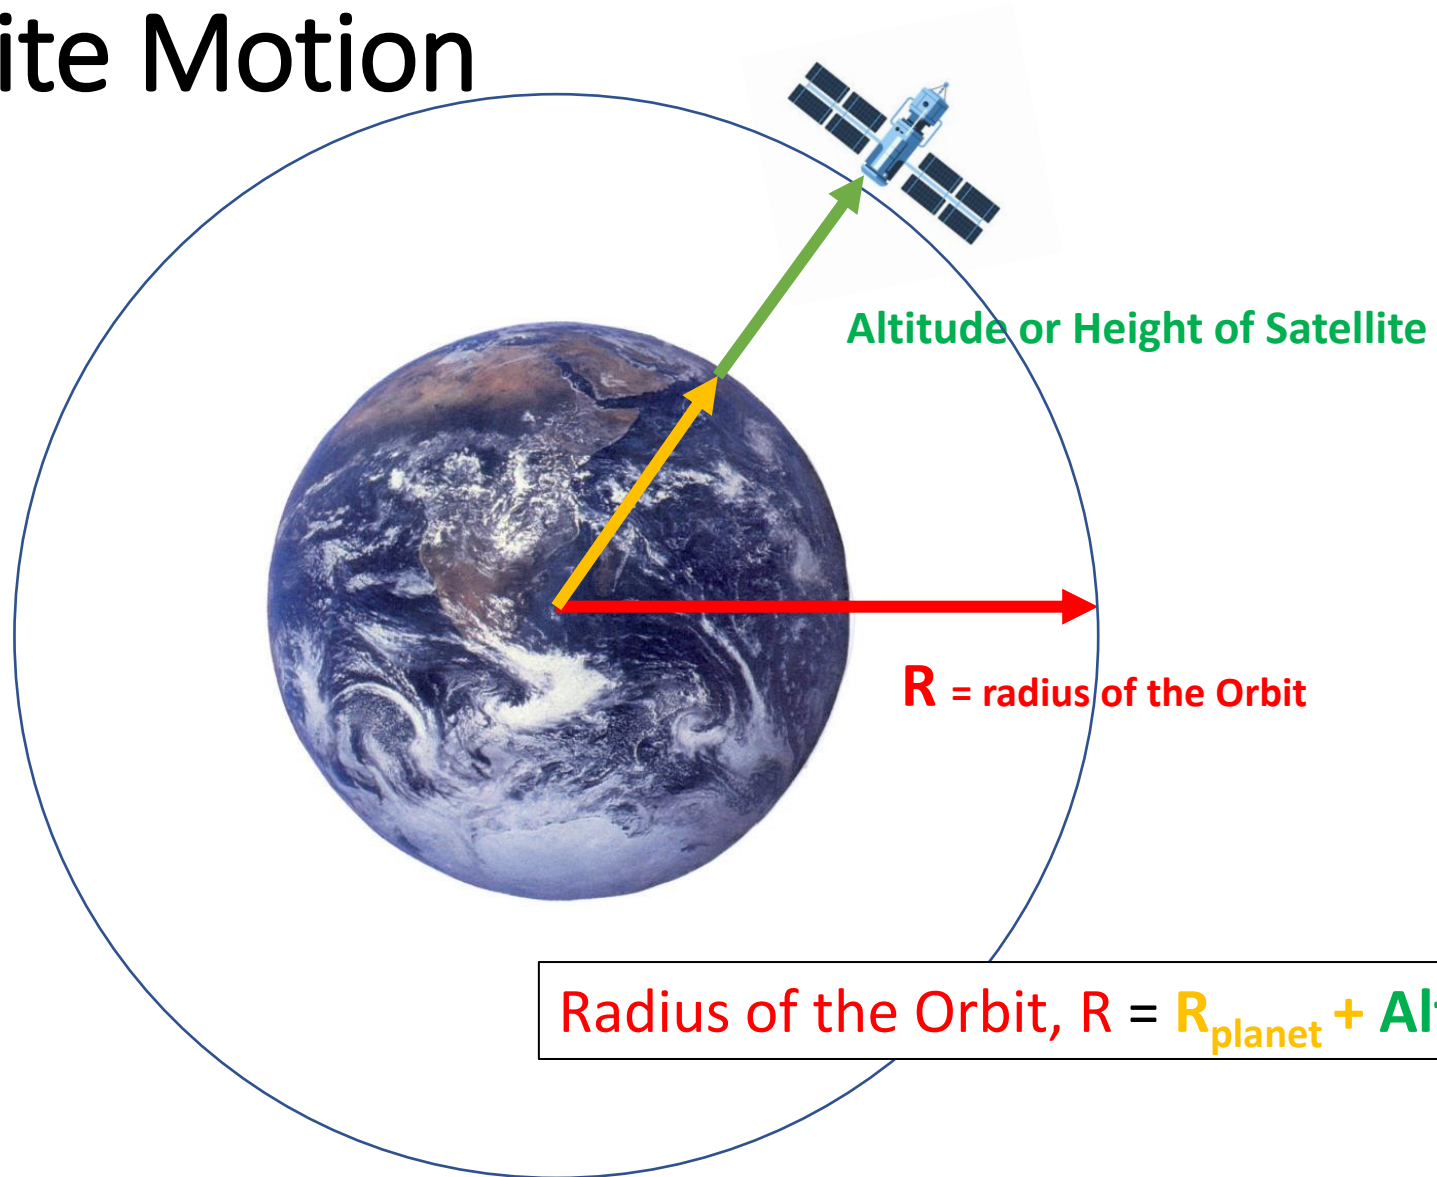 ite Motion
Altitude or Height of Satellite
R = radius of the Orbit
Radius of the Orbit, R = Rplanet + Al